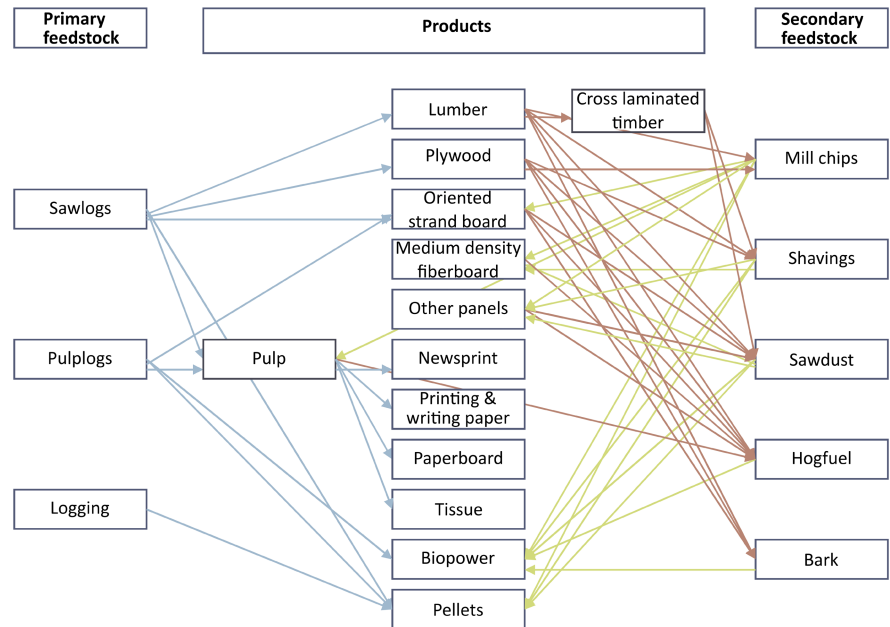 Primary
feedstock
Products
Secondary
feedstock
Lumber
Cross laminated
timber
Plywood
Mill chips
Sawlogs
Oriented
strand board
Medium density
fiberboard
Shavings
Other panels
Pulplogs
Pulp
Newsprint
Sawdust
Printing &
writing paper
Paperboard
Hogfuel
Logging
Tissue
Biopower
Bark
Pellets